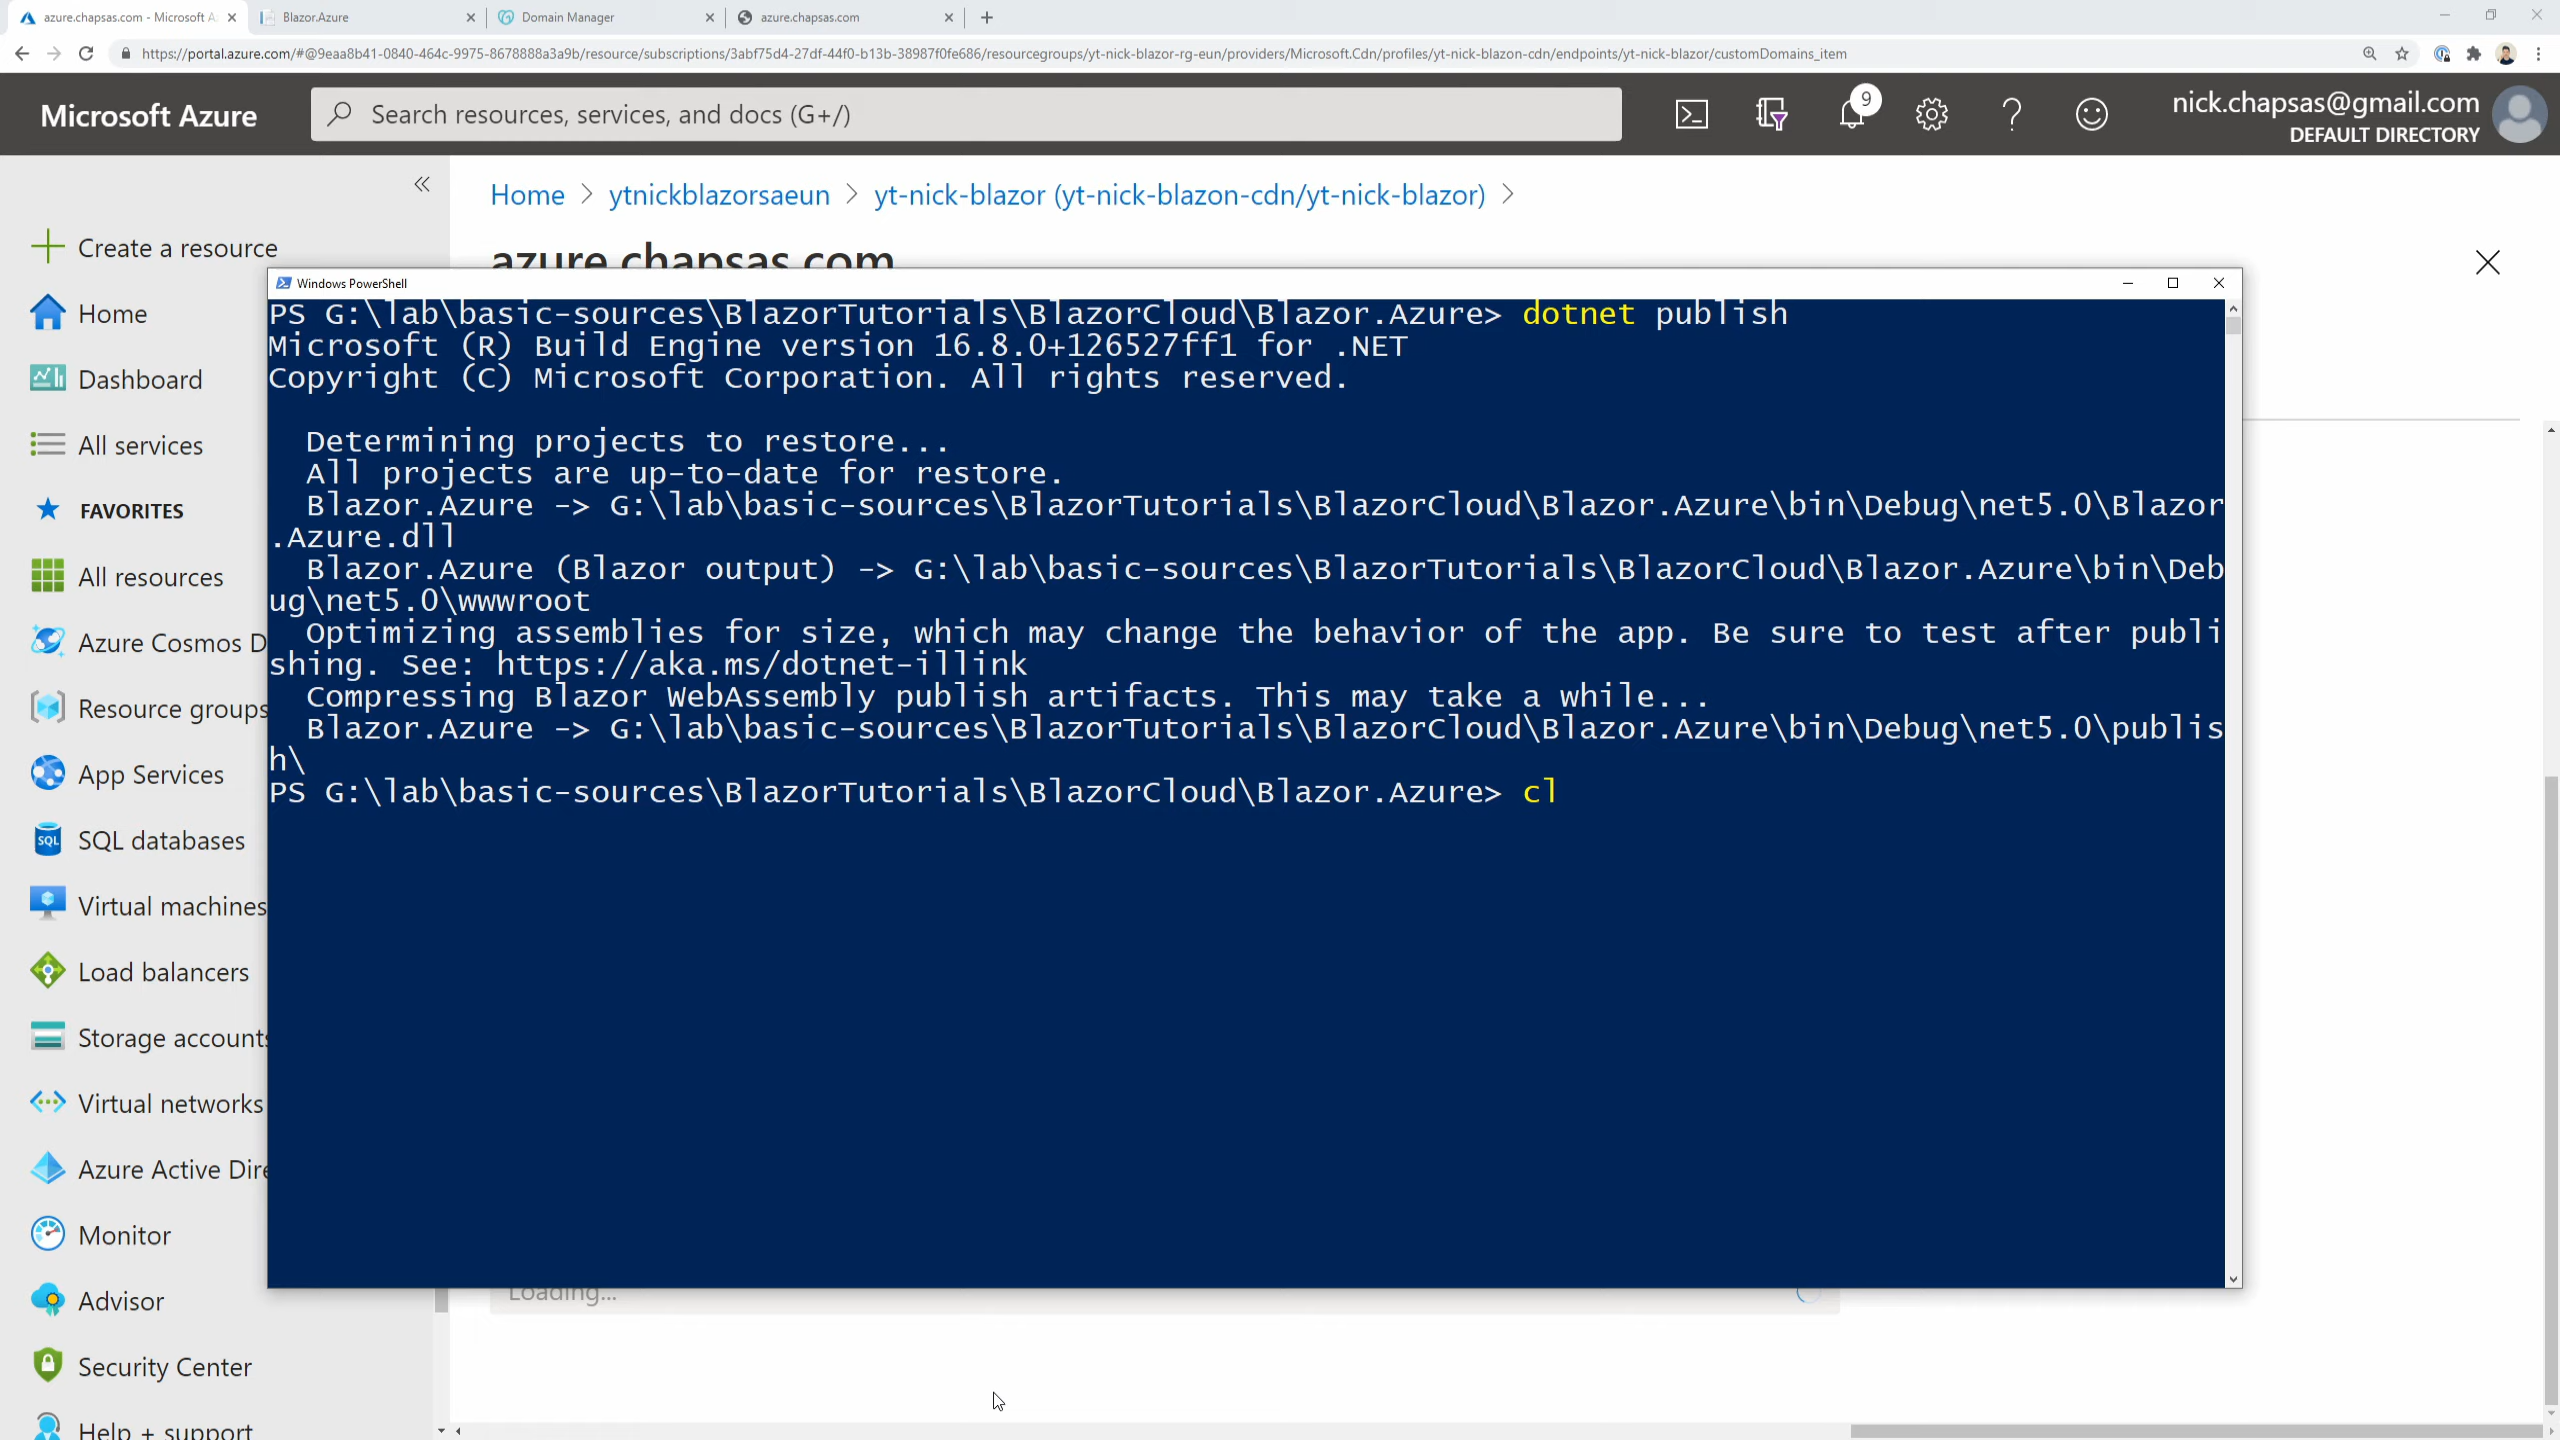 azure.chapsas.com - Microsoft A
Blazor.Azure
Domain Manager
azure.chapsas.com
https://portal.azure.com/#@9eaa8b41-0840-464c-9975-8678888a3a9b/resource/subscriptions/3abf75d4-27df-44f0-b13b-38987f0fe686/resourcegroups/yt-nick-blazor-rg-eun/providers/Microsoft.Cdn/profiles/yt-nick-blazon-cdn/endpoints/yt-nick-blazor/customDomains_item
Microsoft Azure
Search resources, services, and docs (G+/)
9
nick.chapsas@gmail.com
DEFAULT DIRECTORY
Home > ytnickblazorsaeun > yt-nick-blazor (yt-nick-blazon-cdn/yt-nick-blazor) >
azure.chapsas.com
Create a resource
Home
Dashboard
All services
FAVORITES
All resources
Azure Cosmos D
Resource groups
App Services
SQL databases
Virtual machines
Load balancers
Storage accounts
Virtual networks
Azure Active Dire
Monitor
Advisor
Security Center
Help + support
Windows PowerShell
PS G:\lab\basic-sources\BlazorTutorials\BlazorCloud\Blazor.Azure> dotnet publish
Microsoft (R) Build Engine version 16.8.0+126527ff1 for .NET
Copyright (C) Microsoft Corporation. All rights reserved.
Determining projects to restore...
All projects are up-to-date for restore.
Blazor.Azure -> G:\lab\basic-sources\BlazorTutorials\BlazorCloud\Blazor.Azure\bin\Debug\net5.0\Blazor
.Azure.dll
Blazor.Azure (Blazor output) -> G:\lab\basic-sources\BlazorTutorials\BlazorCloud\Blazor.Azure\bin\Deb
ug\net5.0\wwwroot
Optimizing assemblies for size, which may change the behavior of the app. Be sure to test after publi
shing. See: https://aka.ms/dotnet-illink
Compressing Blazor WebAssembly publish artifacts. This may take a while...
Blazor.Azure -> G:\lab\basic-sources\BlazorTutorials\BlazorCloud\Blazor.Azure\bin\Debug\net5.0\publis
h\
PS G:\lab\basic-sources\BlazorTutorials\BlazorCloud\Blazor.Azure> cl
Loading...